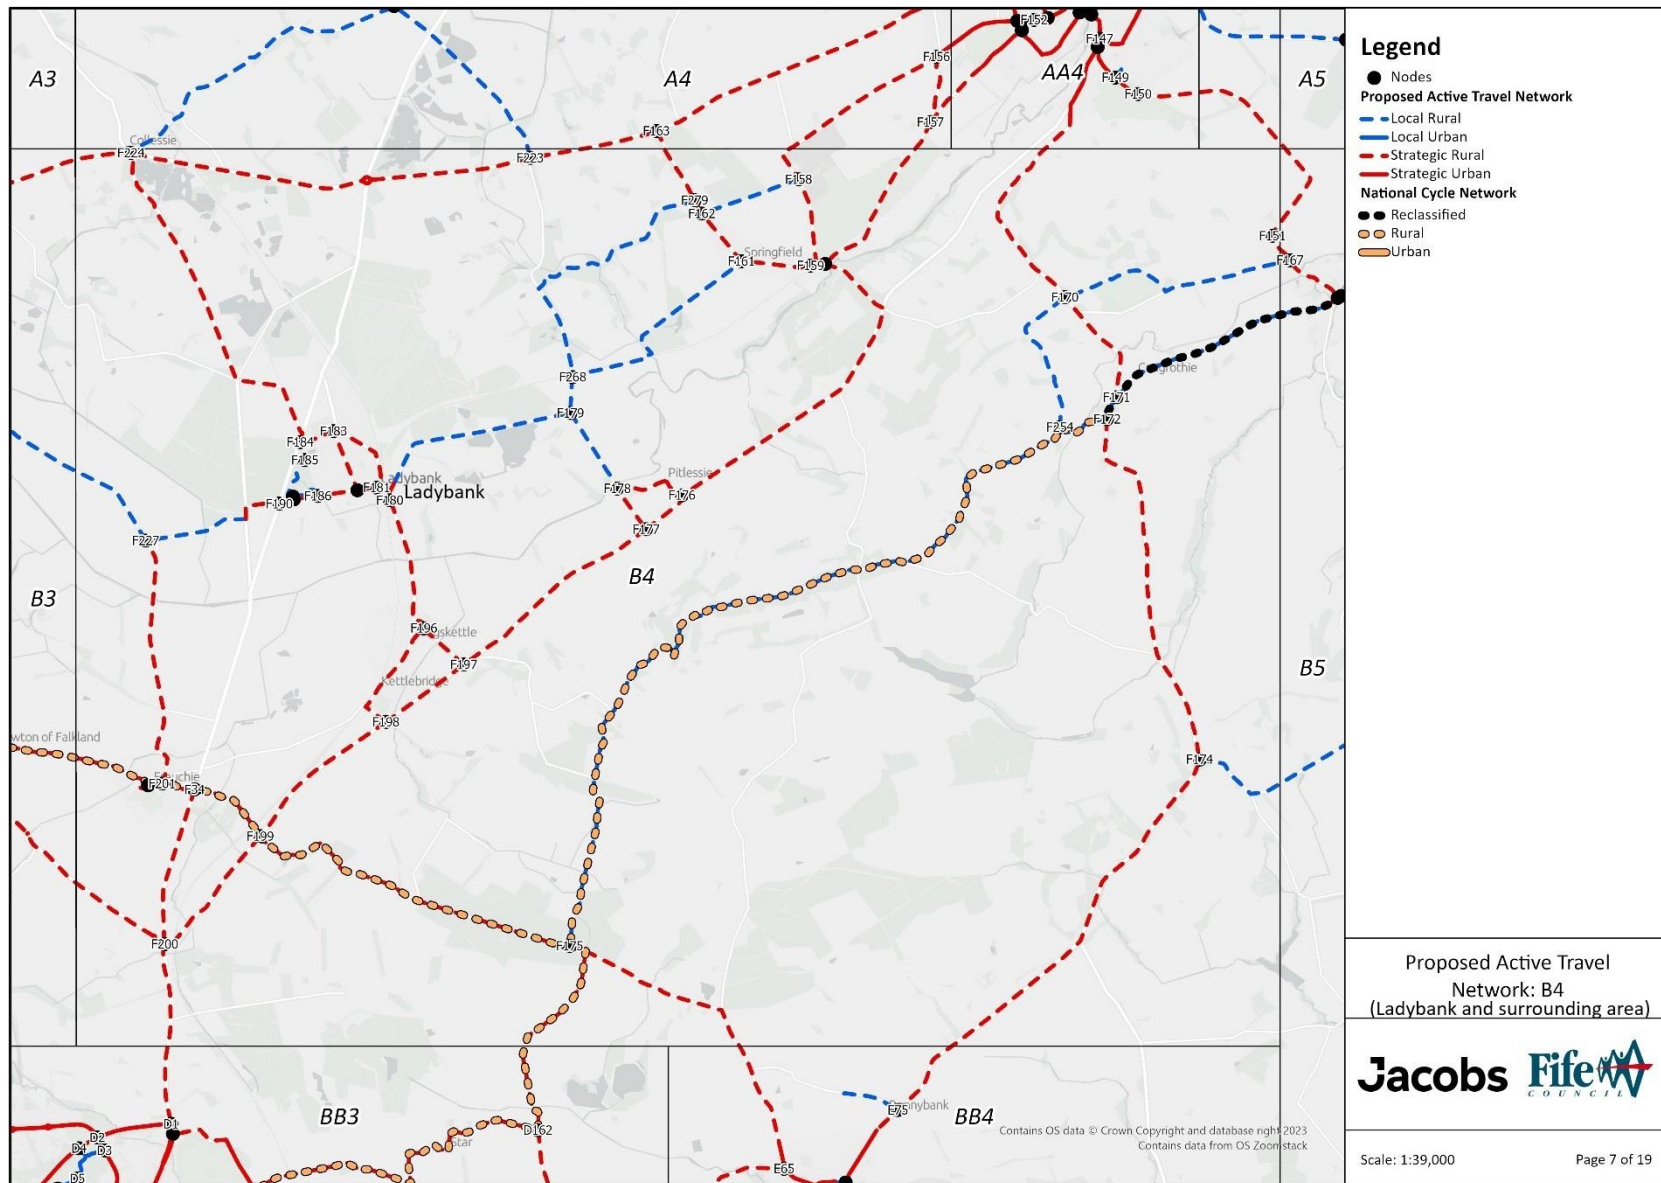 A3
A4
F152
F147
F156
AA4
F149
F150
A5
F157
F163
Collessie
F224
F223
F158
F279
F162
F151
Springfield
F161
F159
F167
F170
F268
F171
F179
F172
F254
F183
F184
F185
Pitlessie
F181
Ladybank
F180
F190
F186
F178
F176
F177
F227
B4
B3
F196
F197
Kettlebridge
F198
B5
F174
F201
F34
F199
F175
F200
BB3
BB4
E75
D1
D2
D4
D3
D5
D162
Star
E65
Contains OS data © Crown Copyright and database right 2023
Contains data from OS Zoomstack
Legend
Nodes
Proposed Active Travel Network
Local Rural
Local Urban
Strategic Rural
Strategic Urban
National Cycle Network
Reclassified
Rural
Urban
Proposed Active Travel
Network: B4
(Ladybank and surrounding area)
Jacobs
Fife
COUNCIL
Scale: 1:39,000
Page 7 of 19